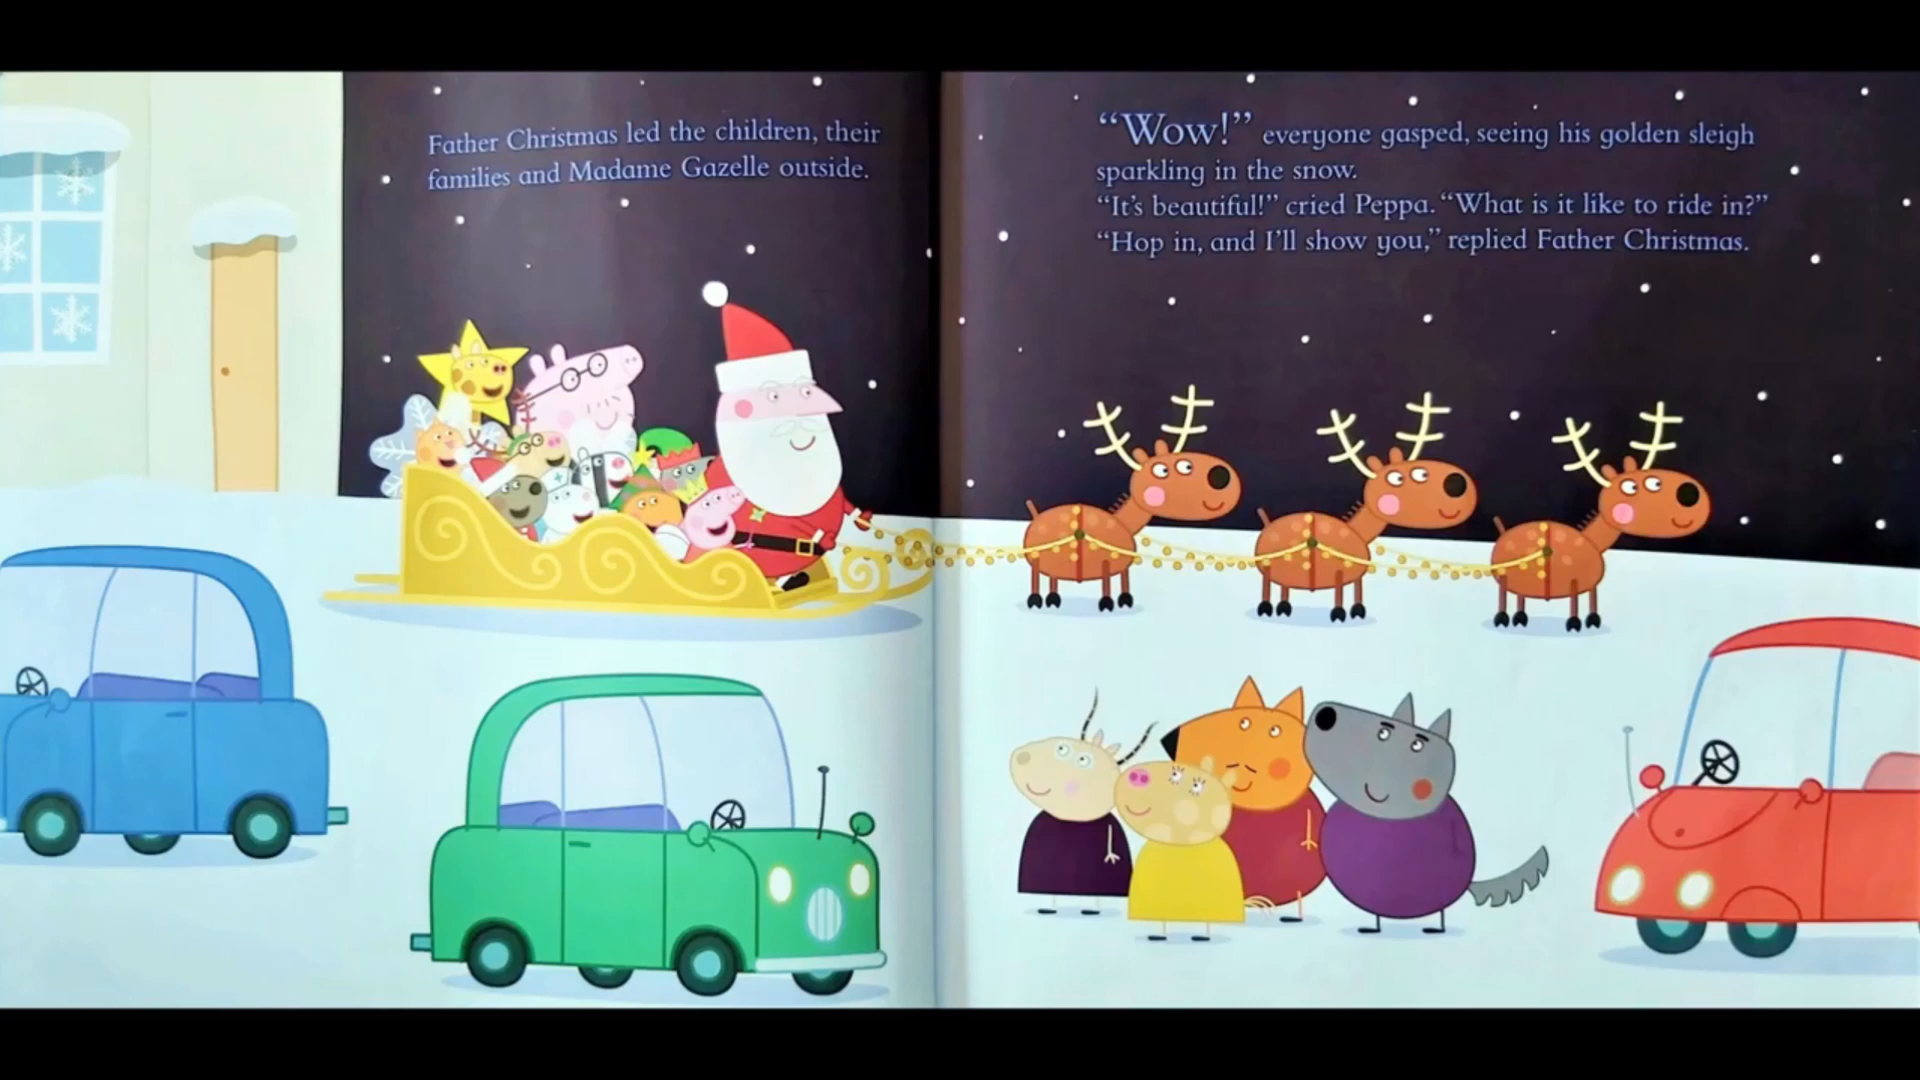 Father Christmas led the children, their
families and Madame Gazelle outside.
“Wow!” everyone gasped, seeing his golden sleigh
sparkling in the snow.
“It’s beautiful!” cried Peppa. “What is it like to ride in?”
“Hop in, and I’ll show you,” replied Father Christmas.